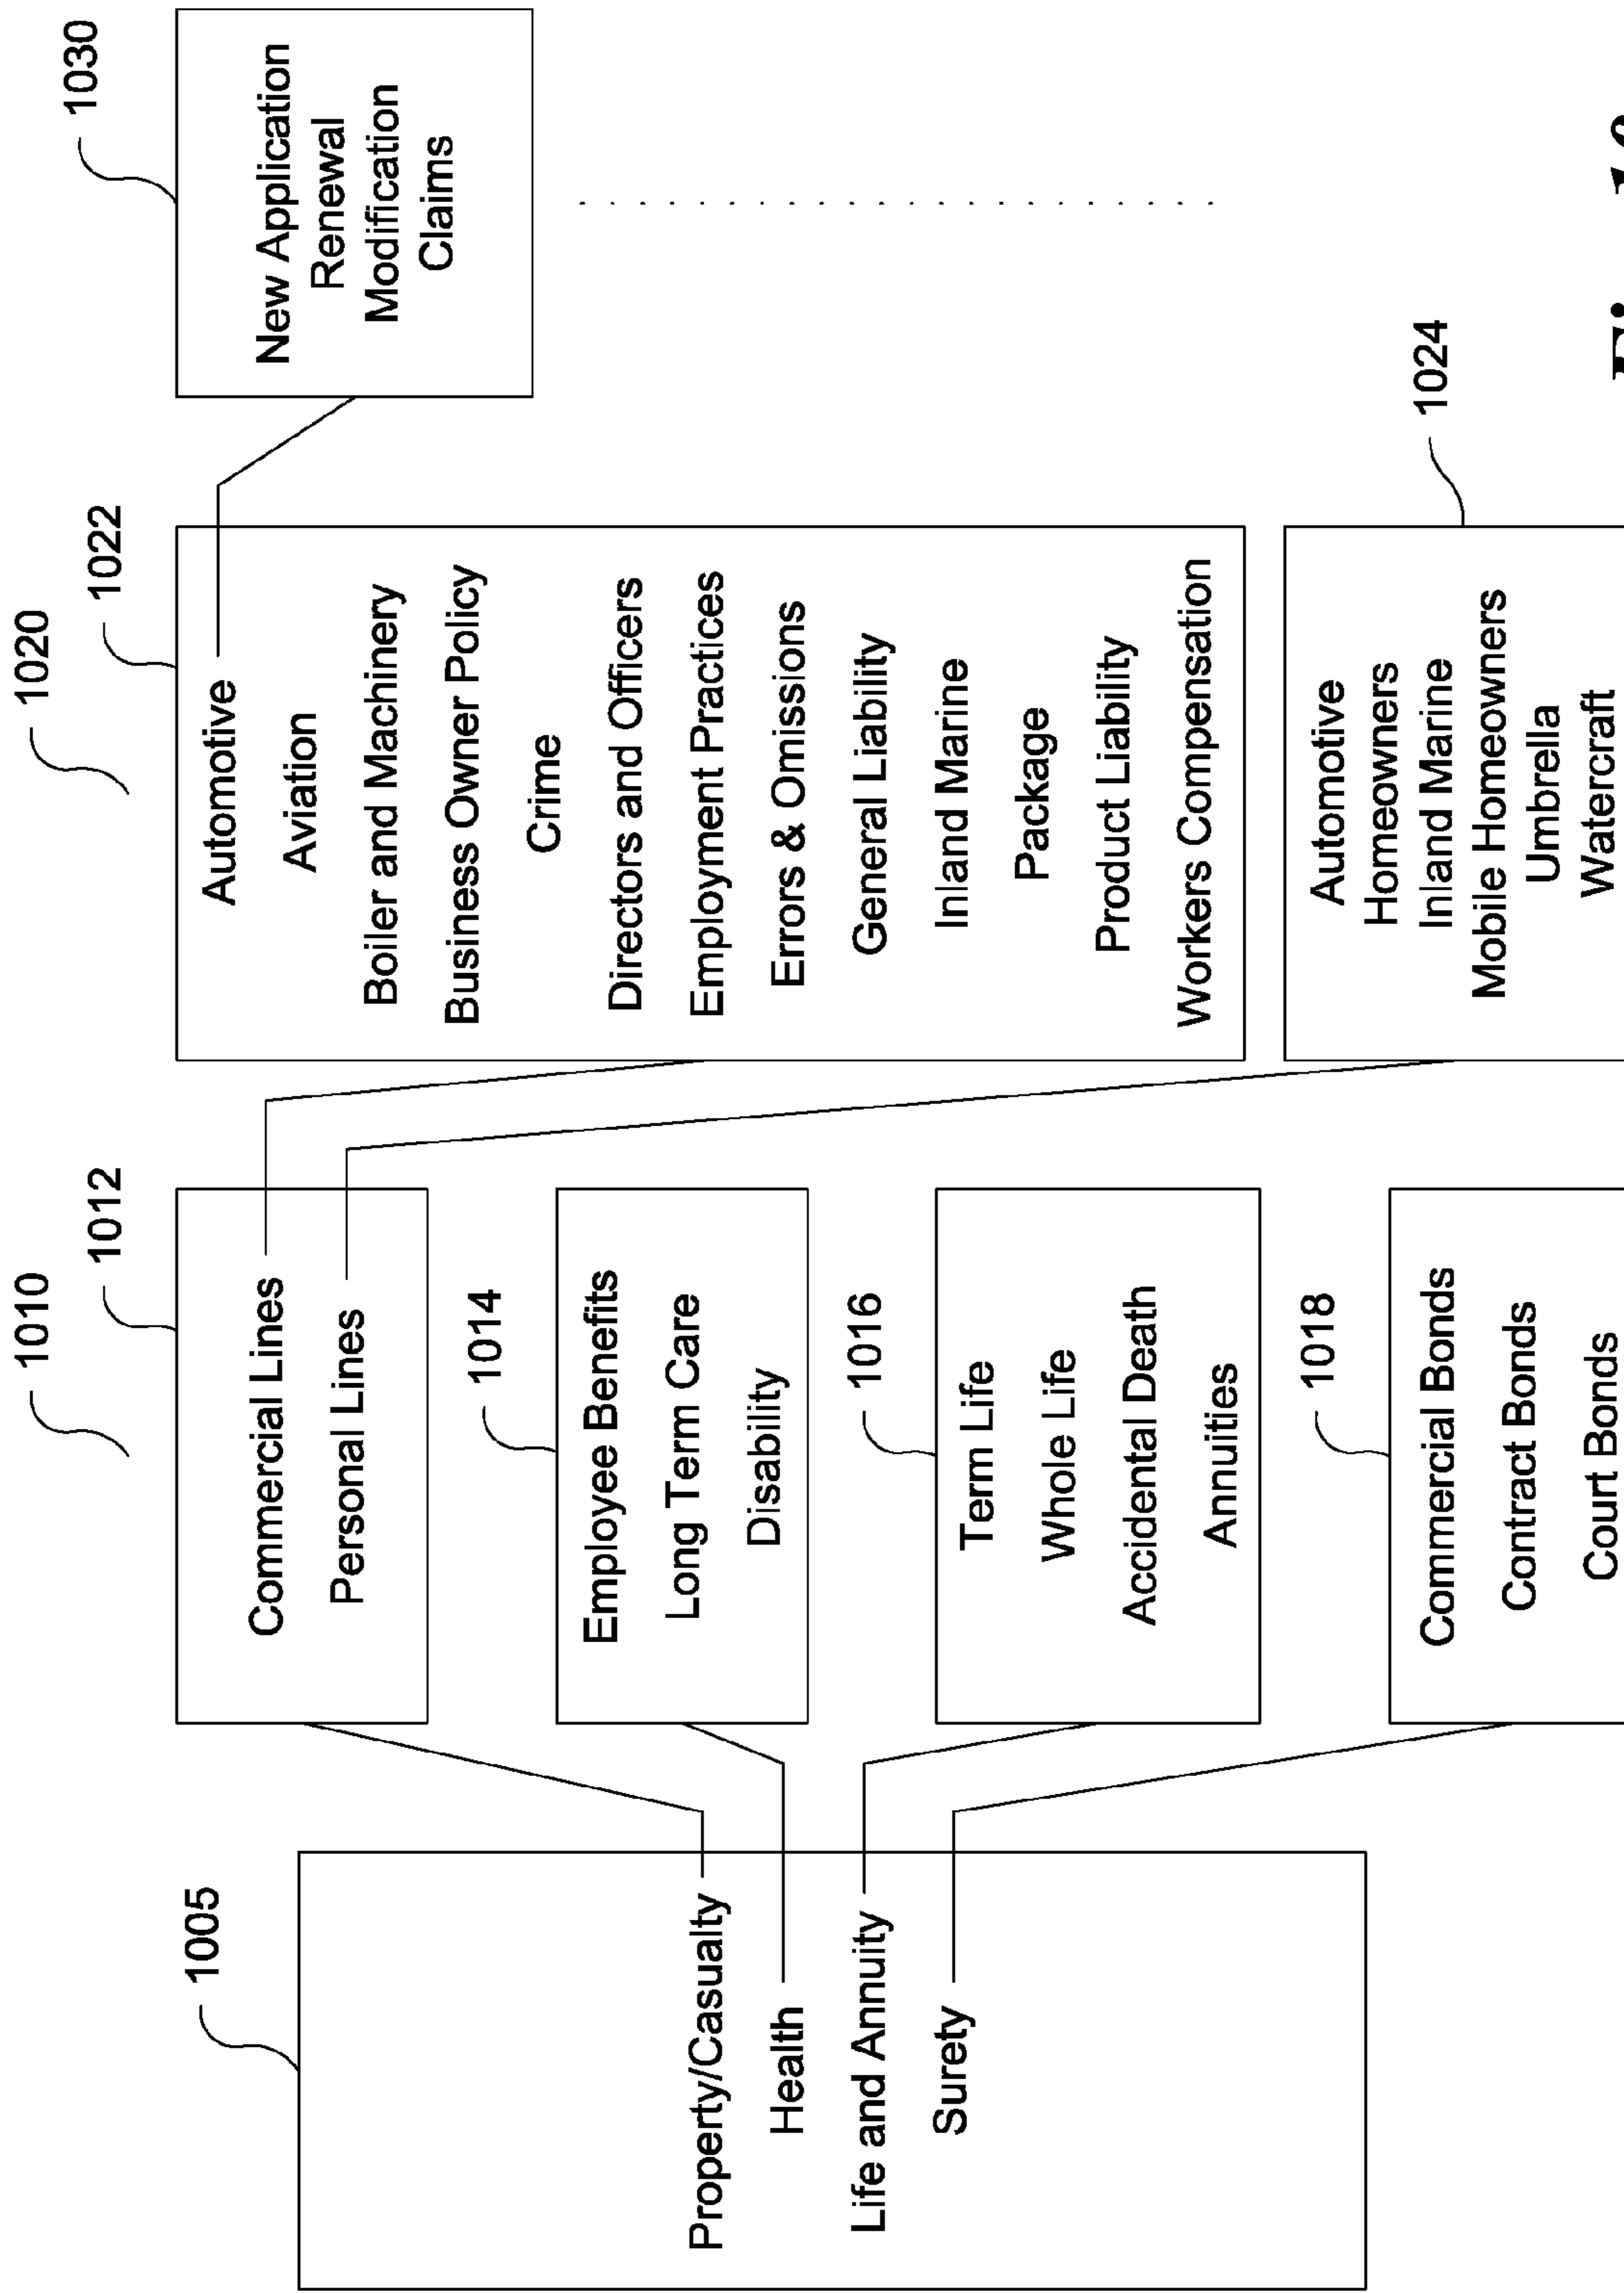 1005
Property/Casualty
Health
Life and Annuity
Surety
1010
1012
Commercial Lines
Personal Lines
1014
Employee Benefits
Long Term Care
Disability
1016
Term Life
Whole Life
Accidental Death
Annuities
1018
Commercial Bonds
Contract Bonds
Court Bonds
1020
1022
Automotive
Aviation
Boiler and Machinery
Business Owner Policy
Crime
Directors and Officers
Employment Practices
Errors & Omissions
General Liability
Inland Marine
Package
Product Liability
Workers Compensation
1024
Automotive
Homeowners
Inland Marine
Mobile Homeowners
Umbrella
Watercraft
1030
New Application
Renewal
Modification
Claims